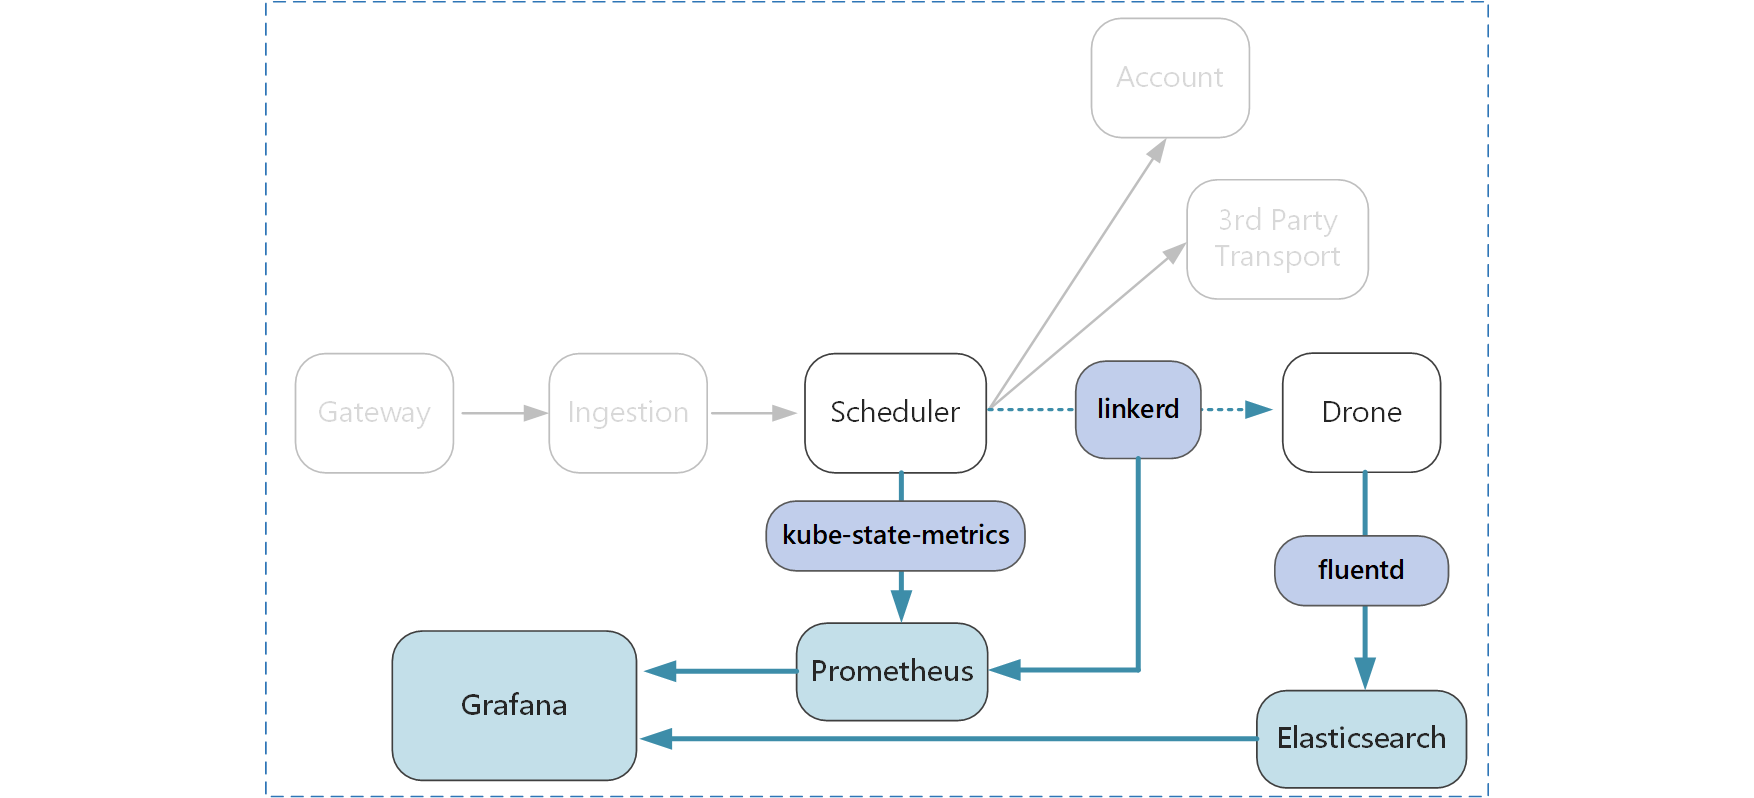 Account
3rd Party
Transport
Gateway
Ingestion
Scheduler
linkerd
Drone
kube-state-metrics
fluentd
Prometheus
Grafana
Elasticsearch